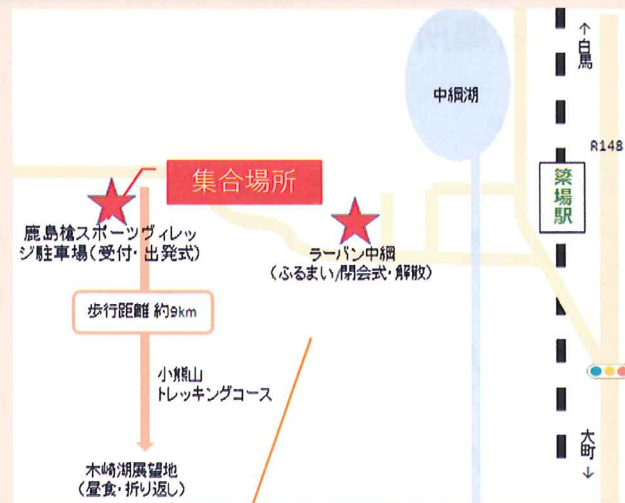 中綱湖
↑白馬
R148
簗場駅
集合場所
鹿島槍スポーツヴィレッ
ジ駐車場(受付・出発式)
ラーバン中綱
(ふるまい/閉会式・解散)
歩行距離 約9km
小熊山
トレッキングコース
大町↓
木崎湖展望地
(昼食・折り返し)